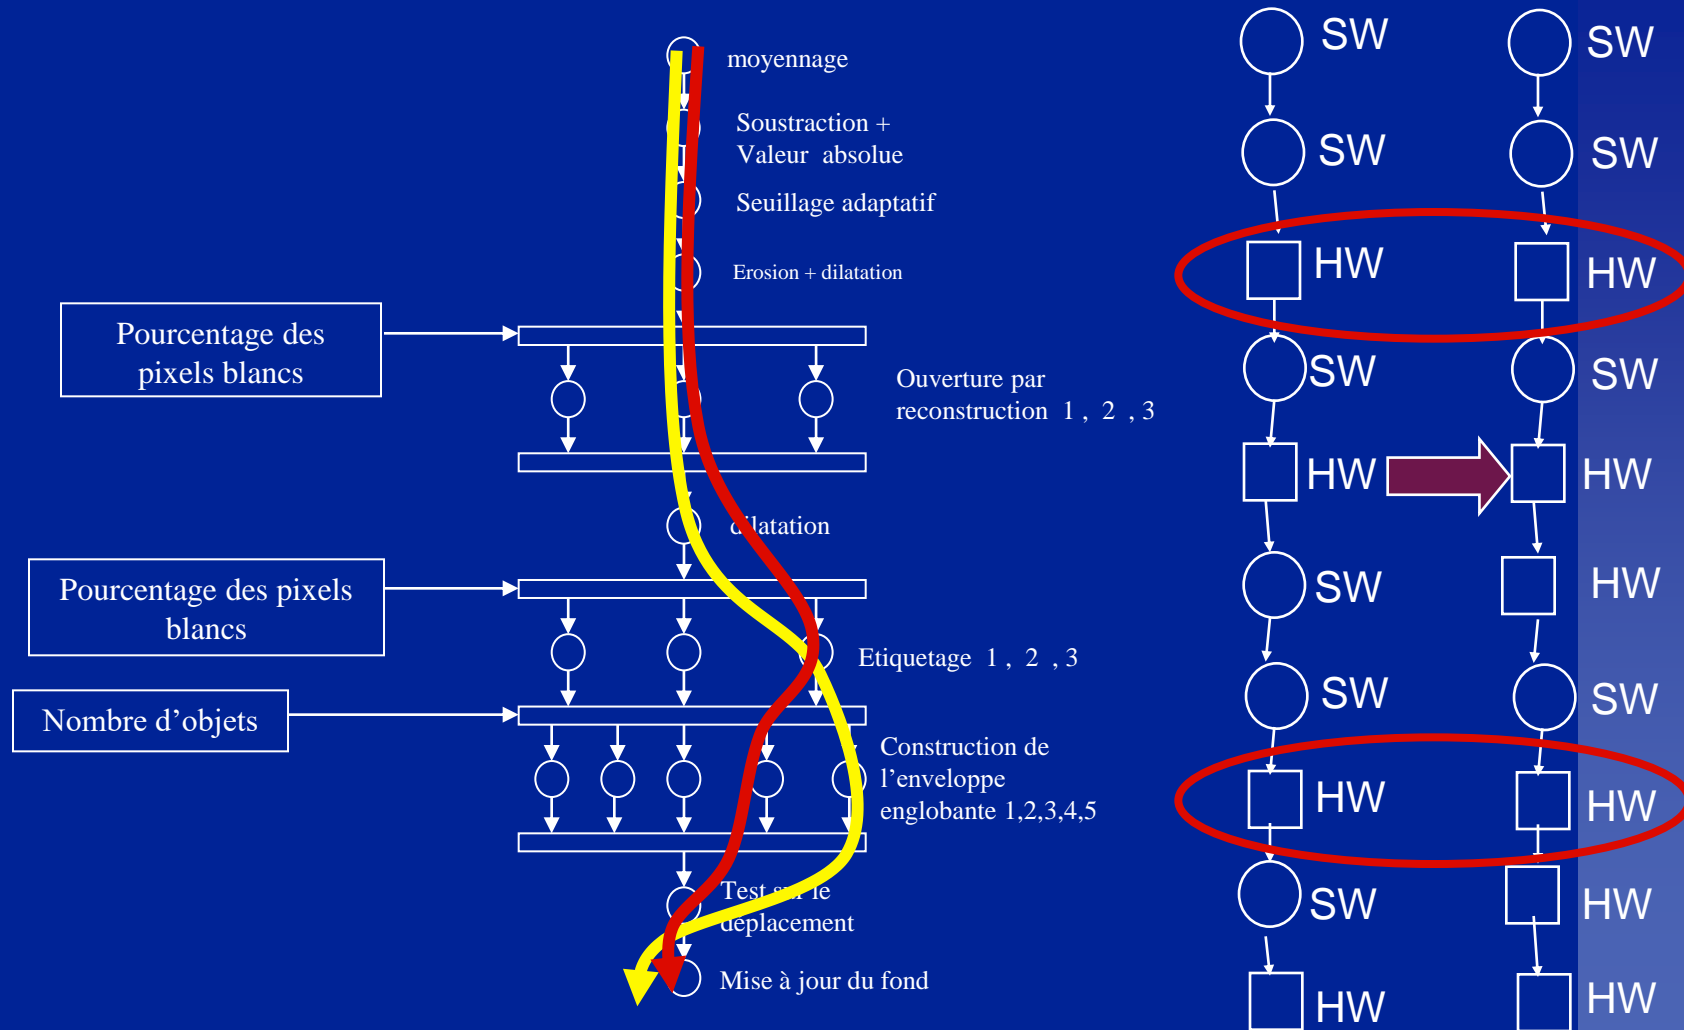 moyennage
Soustraction +
Valeur absolue
Seuillage adaptatif
Erosion + dilatation
Pourcentage des
pixels blancs
Ouverture par
reconstruction 1 , 2 , 3
dilatation
Pourcentage des pixels
blancs
Etiquetage 1 , 2 , 3
Nombre d’objets
Construction de
l’enveloppe
englobante 1,2,3,4,5
Test sur le
déplacement
Mise à jour du fond
SW
SW
HW
SW
HW
SW
SW
HW
SW
HW
SW
SW
HW
SW
HW
HW
SW
HW
HW
HW